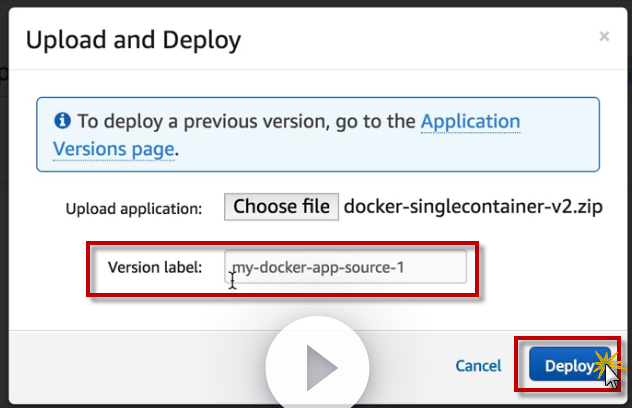 Upload and Deploy
×
To deploy a previous version, go to the Application
Versions page.
Upload application: Choose file docker-singlecontainer-v2.zip
Version label: my-docker-app-source-1
Cancel Deploy